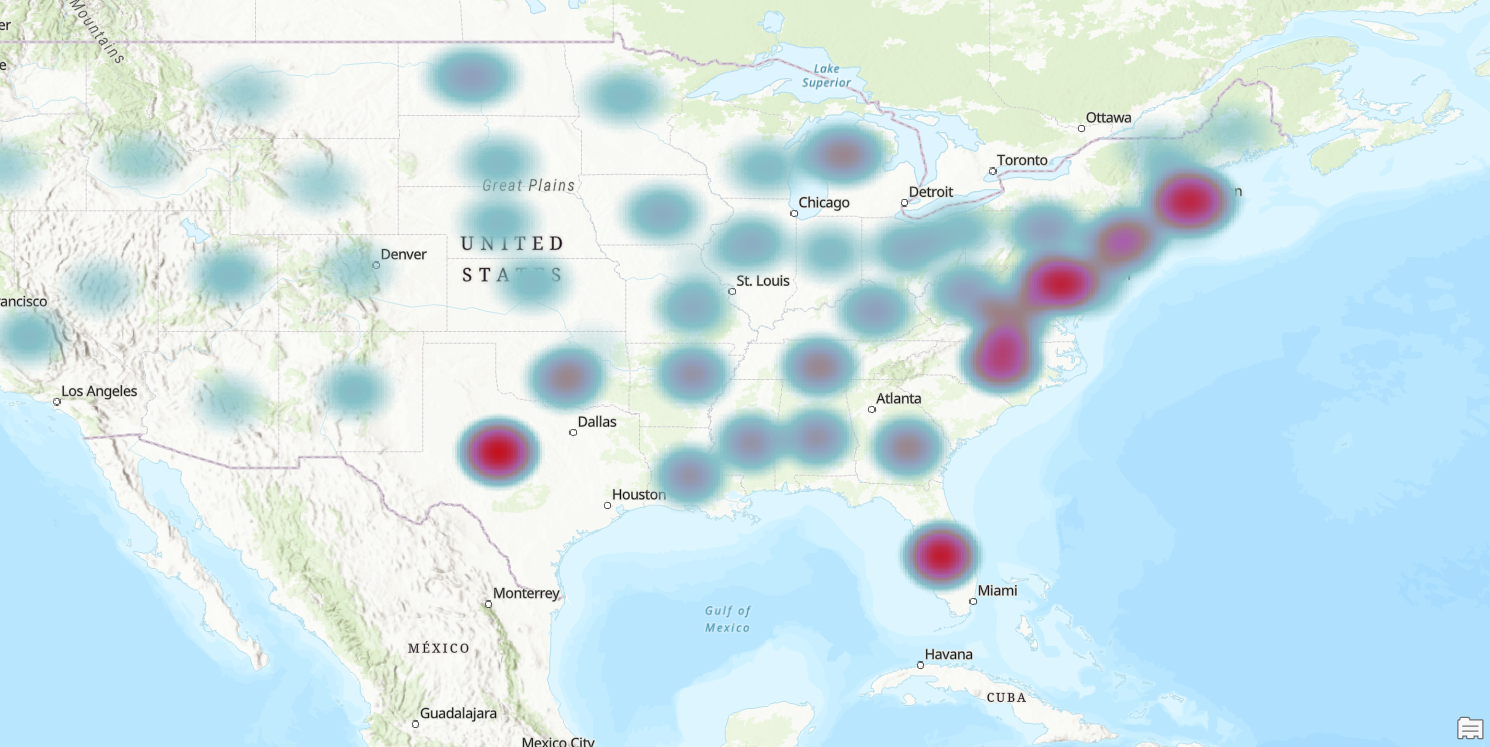 er
Mountains
e
Lake
Superior
Ottawa
Toronto
Great Plains
Detroit
n
Chicago
UNITED
Denver
STATES
St. Louis
ancisco
Los Angeles
Atlanta
Dallas
Houston
Monterrey
Miami
Gulf of
Mexico
MÉXICO
Havana
CUBA
Guadalajara
Mexico City